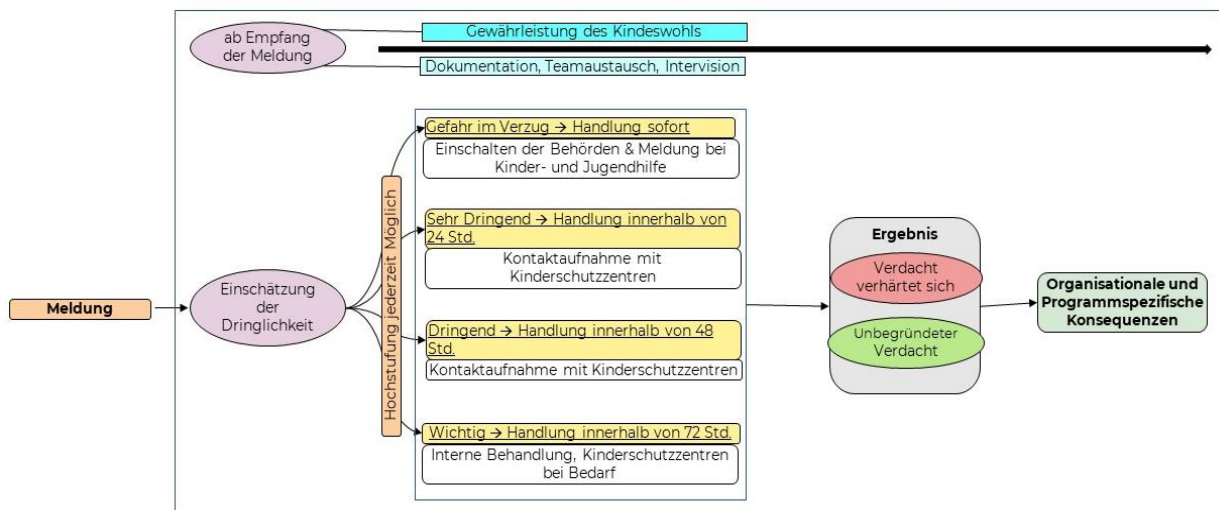 ab Empfang
der Meldung
Gewährleistung des Kindeswohls
Dokumentation, Teamaustausch, Intervision
Meldung
Einschätzung
der
Dringlichkeit
Hochstufung jederzeit Möglich
Gefahr im Verzug → Handlung sofort
Einschalten der Behörden & Meldung bei
Kinder- und Jugendhilfe
Sehr Dringend → Handlung innerhalb von
24 Std.
Kontaktaufnahme mit
Kinderschutzzentren
Dringend → Handlung innerhalb von 48
Std.
Kontaktaufnahme mit Kinderschutzzentren
Wichtig → Handlung innerhalb von 72 Std.
Interne Behandlung, Kinderschutzzentren
bei Bedarf
Ergebnis
Verdacht
verhärtet sich
Unbegründeter
Verdacht
Organisationale und
Programmspezifische
Konsequenzen